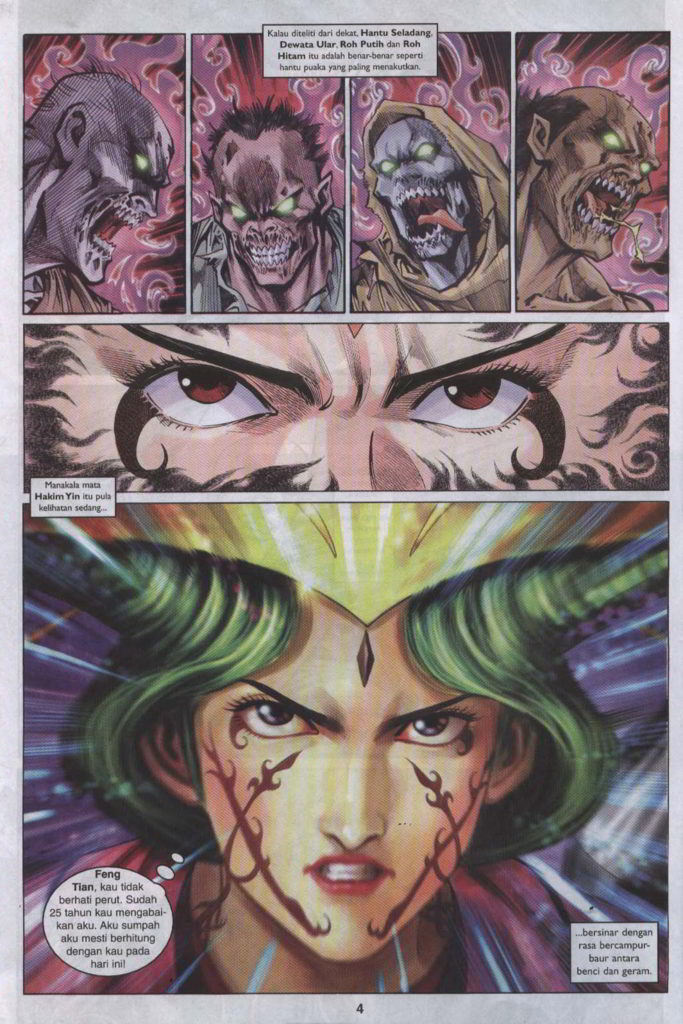 Kalau diteliti dari dekat, Hantu Seladang,
Dewata Ular, Roh Putih dan Roh
Hitam itu adalah benar-benar seperti
hantu puaka yang paling menakutkan.
Manakala mata
Hakim Yin itu pula
kelihatan sedang...
Feng
Tian, kau tidak
berhati perut. Sudah
25 tahun kau mengabai-
kan aku. Aku sumpah
aku mesti berhitung
dengan kau pada
hari ini!
...bersinar dengan
rasa bercampur-
baur antara
benci dan geram.
4